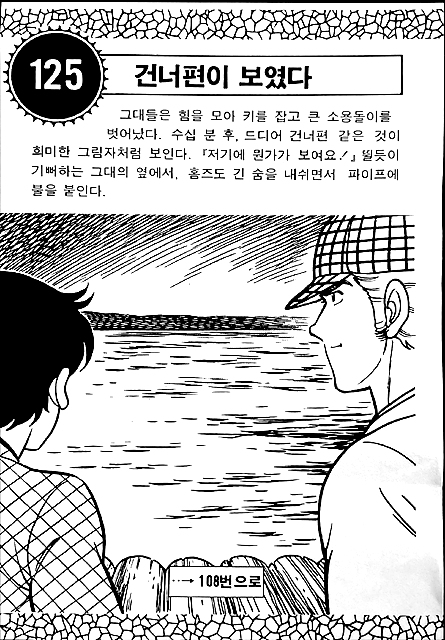 125
건너편이 보였다
그대들은 힘을 모아 키를 잡고 큰 소용돌이를
벗어났다. 수십 분 후, 드디어 건너편 같은 것이
희미한 그림자처럼 보인다. 『저기에 뭔가가 보여요!』 뛸듯이
기뻐하는 그대의 옆에서, 홈즈도 긴 숨을 내쉬면서 파이프에
불을 붙인다.
···→ 108번으로